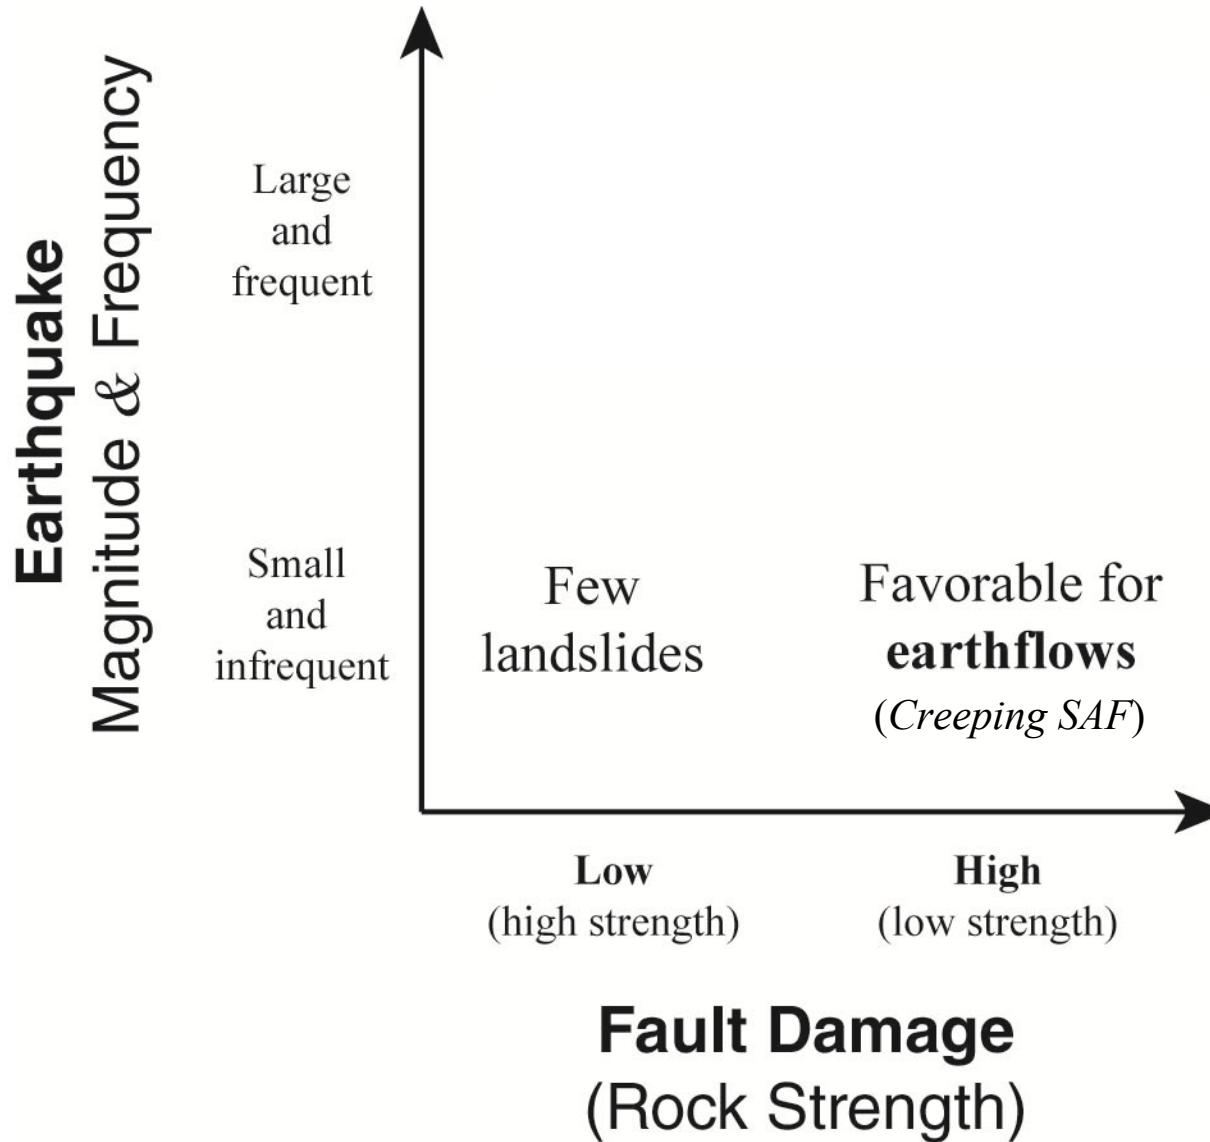 Earthquake
Magnitude & Frequency
Large
and
frequent
Small
and
infrequent
Few
landslides
Favorable for
earthflows
(Creeping SAF)
Low
(high strength)
High
(low strength)
Fault Damage
(Rock Strength)